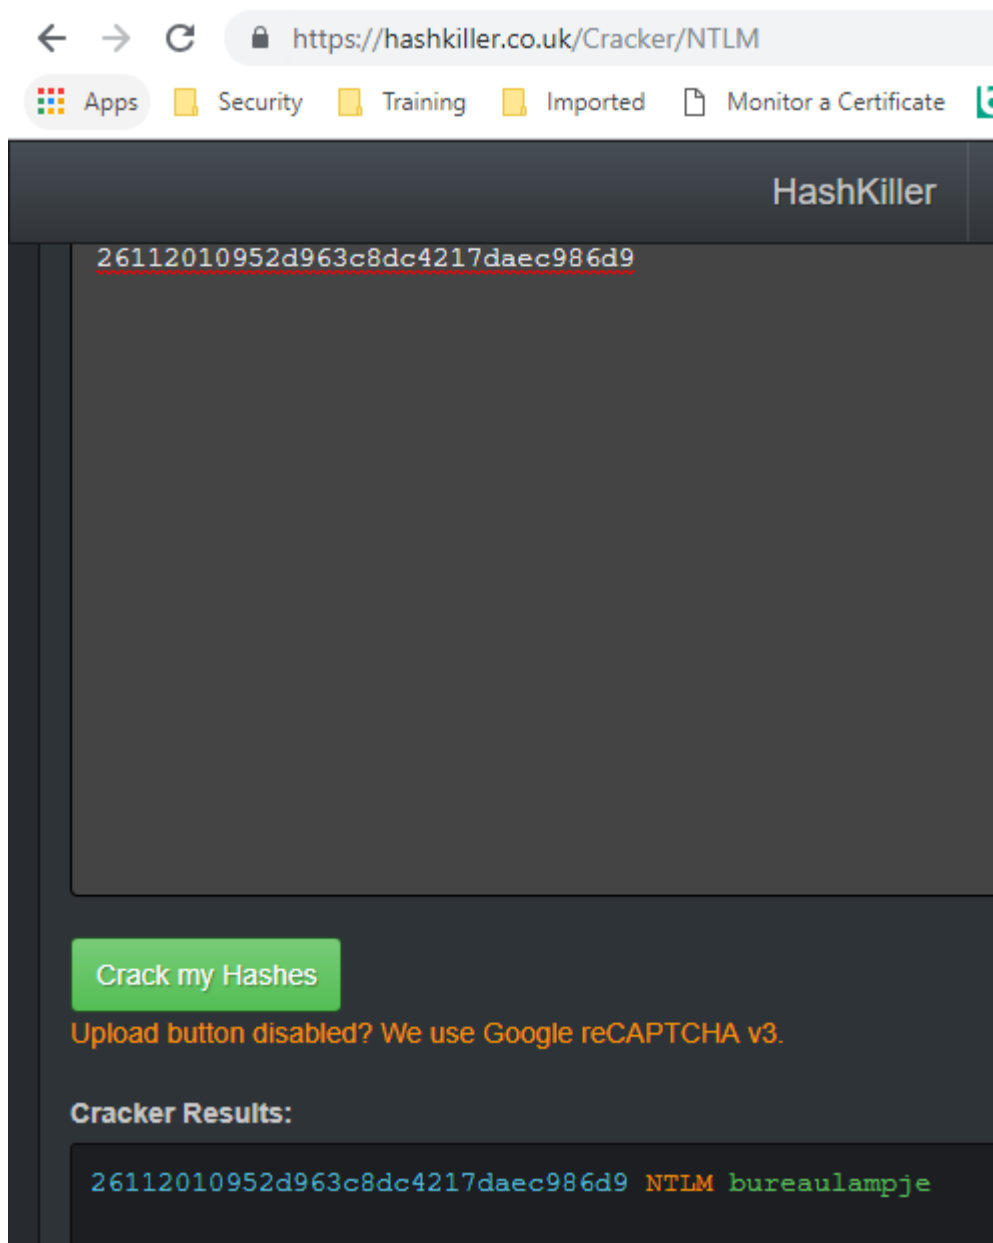 https://hashkiller.co.uk/Cracker/NTLM
Apps Security Training Imported Monitor a Certificate
HashKiller
26112010952d963c8dc4217daec986d9
Crack my Hashes
Upload button disabled? We use Google reCAPTCHA v3.
Cracker Results:
26112010952d963c8dc4217daec986d9 NTLM bureaulampje